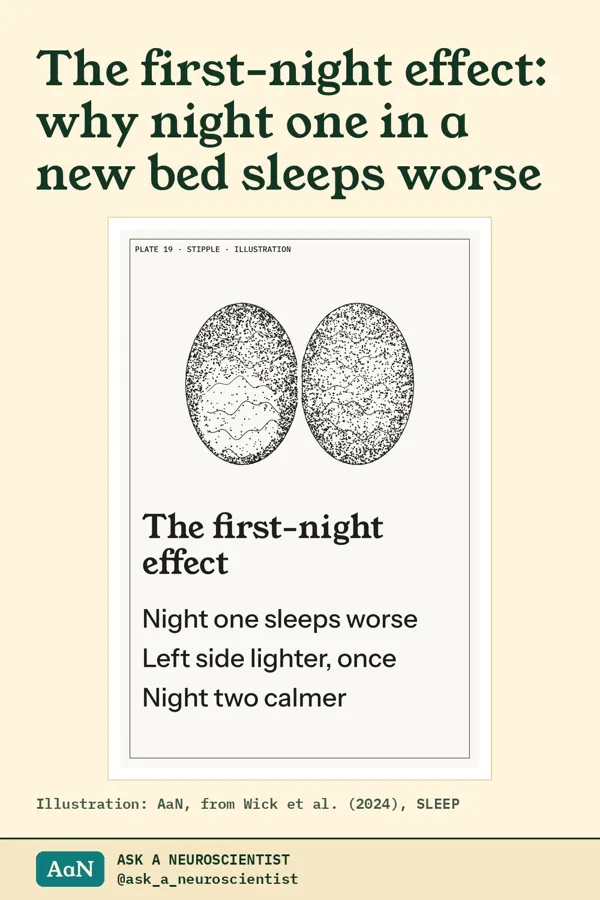 The first-night effect:
why night one in a
new bed sleeps worse
PLATE 19 · STIPPLE · ILLUSTRATION
The first-night
effect
Night one sleeps worse
Left side lighter, once
Night two calmer
Illustration: AaN, from Wick et al. (2024), SLEEP
AaN
ASK A NEUROSCIENTIST
@ask_a_neuroscientist